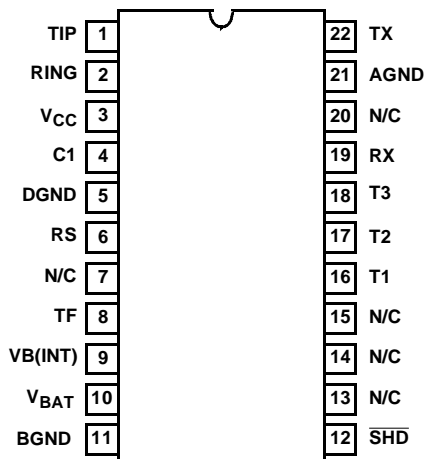 TIP 1 22 TX
RING 2 21 AGND
VCC 3 20 N/C
C1 4 19 RX
DGND 5 18 T3
RS 6 17 T2
N/C 7 16 T1
TF 8 15 N/C
VB(INT) 9 14 N/C
VBAT 10 13 N/C
BGND 11 12 S̅H̅D̅